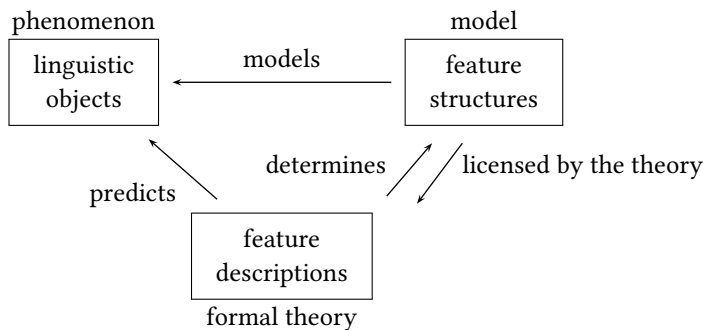 phenomenon
model
linguistic
objects
models
feature
structures
determines
licensed by the theory
predicts
feature
descriptions
formal theory